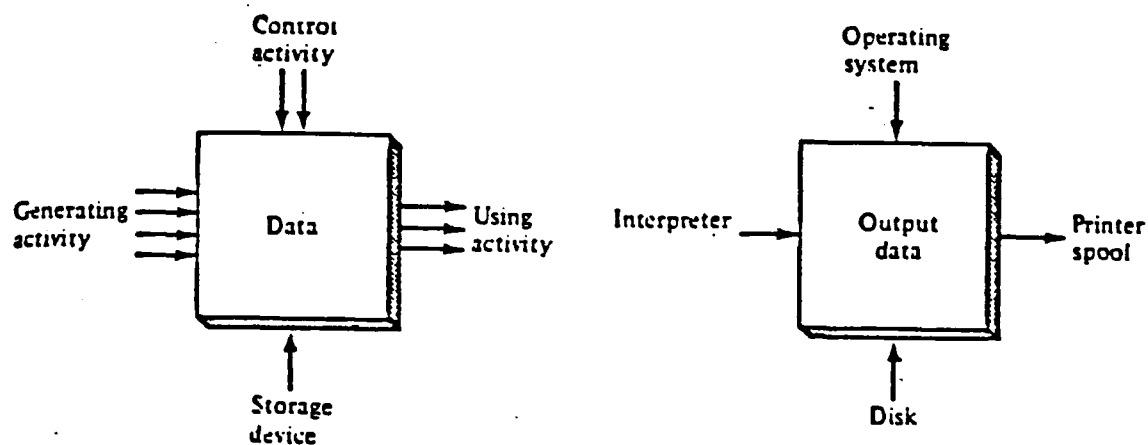 Control
activity
Generating
activity
Data
Using
activity
Storage
device
Operating
system
Interpreter
Output
data
Printer
spool
Disk